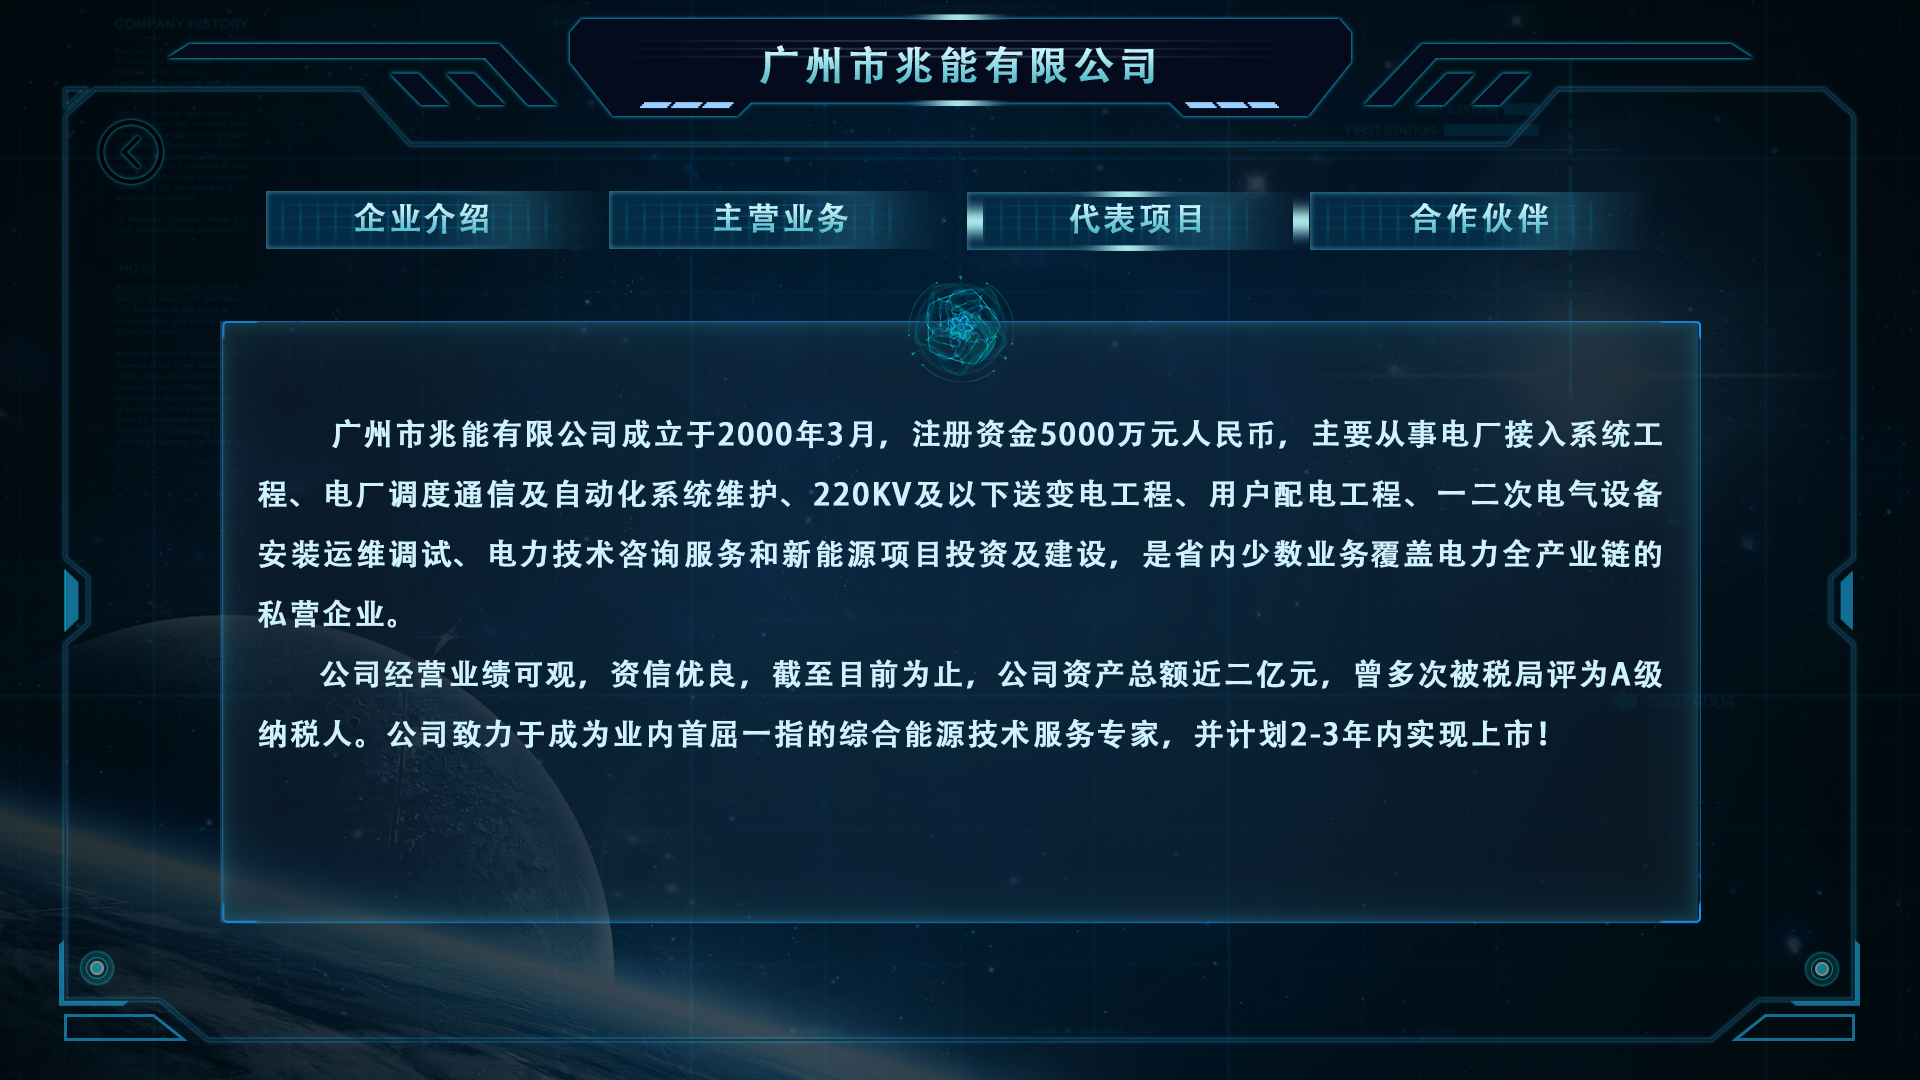 COMPANY HISTORY
广州市兆能有限公司
FIRST STATION
FIRST STATION
企业介绍
主营业务
代表项目
合作伙伴
HO-62
广州市兆能有限公司成立于2000年3月，注册资金5000万元人民币，主要从事电厂接入系统工
程、电厂调度通信及自动化系统维护、220KV及以下送变电工程、用户配电工程、一二次电气设备
安装运维调试、电力技术咨询服务和新能源项目投资及建设，是省内少数业务覆盖电力全产业链的
私营企业。
公司经营业绩可观，资信优良，截至目前为止，公司资产总额近二亿元，曾多次被税局评为A级
纳税人。公司致力于成为业内首屈一指的综合能源技术服务专家，并计划2-3年内实现上市！
58374004